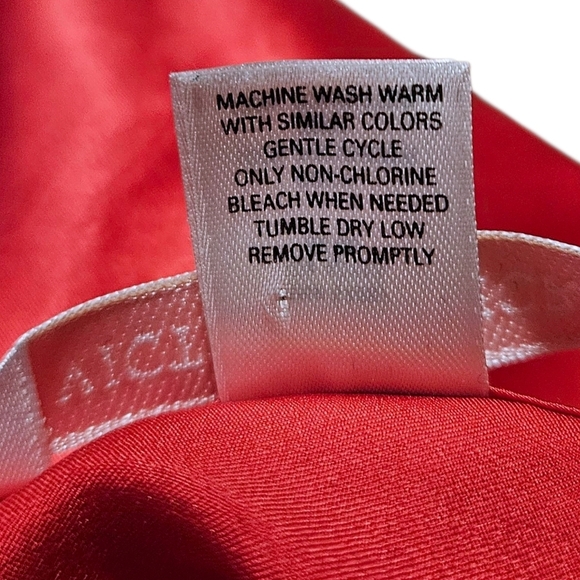 MACHINE WASH WARM
WITH SIMILAR COLORS
GENTLE CYCLE
ONLY NON-CHLORINE
BLEACH WHEN NEEDED
TUMBLE DRY LOW
REMOVE PROMPTLY